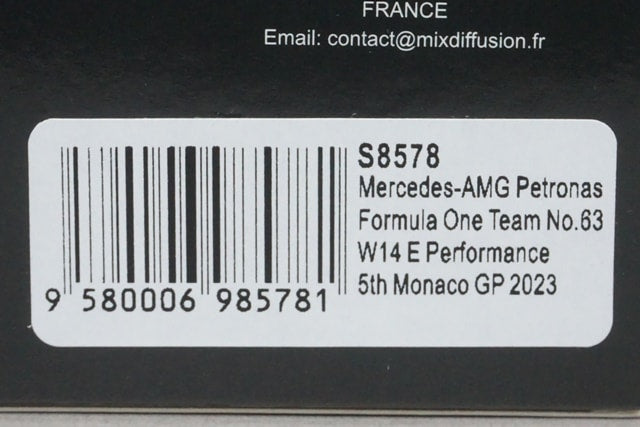 FRANCE
Email: contact@mixdiffusion.fr
S8578
Mercedes-AMG Petronas
Formula One Team No.63
W14 E Performance
5th Monaco GP 2023
9 580006 985781